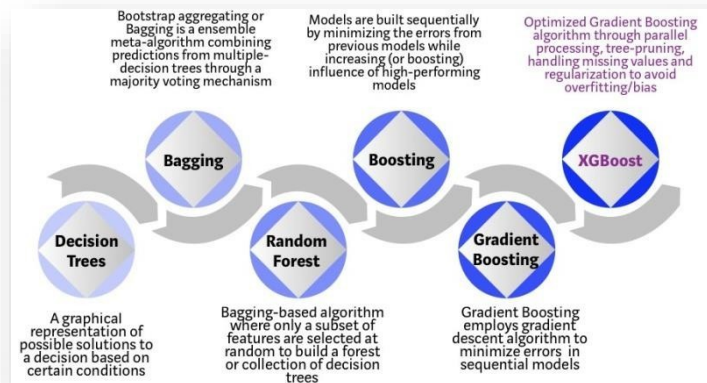 Bootstrap aggregating or
Bagging is a ensemble
meta-algorithm combining
predictions from multiple-
decision trees through a
majority voting mechanism
Models are built sequentially
by minimizing the errors from
previous models while
increasing (or boosting)
influence of high-performing
models
Optimized Gradient Boosting
algorithm through parallel
processing, tree-pruning,
handling missing values and
regularization to avoid
overfitting/bias
Bagging
Boosting
XGBoost
Decision
Trees
Random
Forest
Gradient
Boosting
A graphical
representation of
possible solutions to
a decision based on
certain conditions
Bagging-based algorithm
where only a subset of
features are selected at
random to build a forest
or collection of decision
trees
Gradient Boosting
employs gradient
descent algorithm to
minimize errors in
sequential models